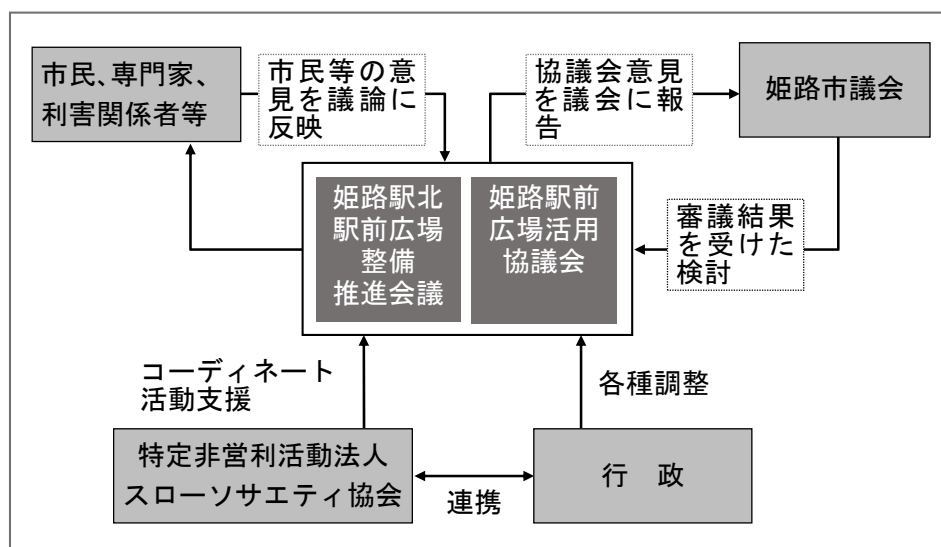 市民、専門家、
利害関係者等
市民等の意
見を議論に
反映
協議会意見
を議会に報
告
姫路市議会
姫路駅北
駅前広場
整備
推進会議
姫路駅前
広場活用
協議会
審議結果
を受けた
検討
コーディネート
活動支援
各種調整
特定非営利活動法人
スローソサエティ協会
連携
行　政